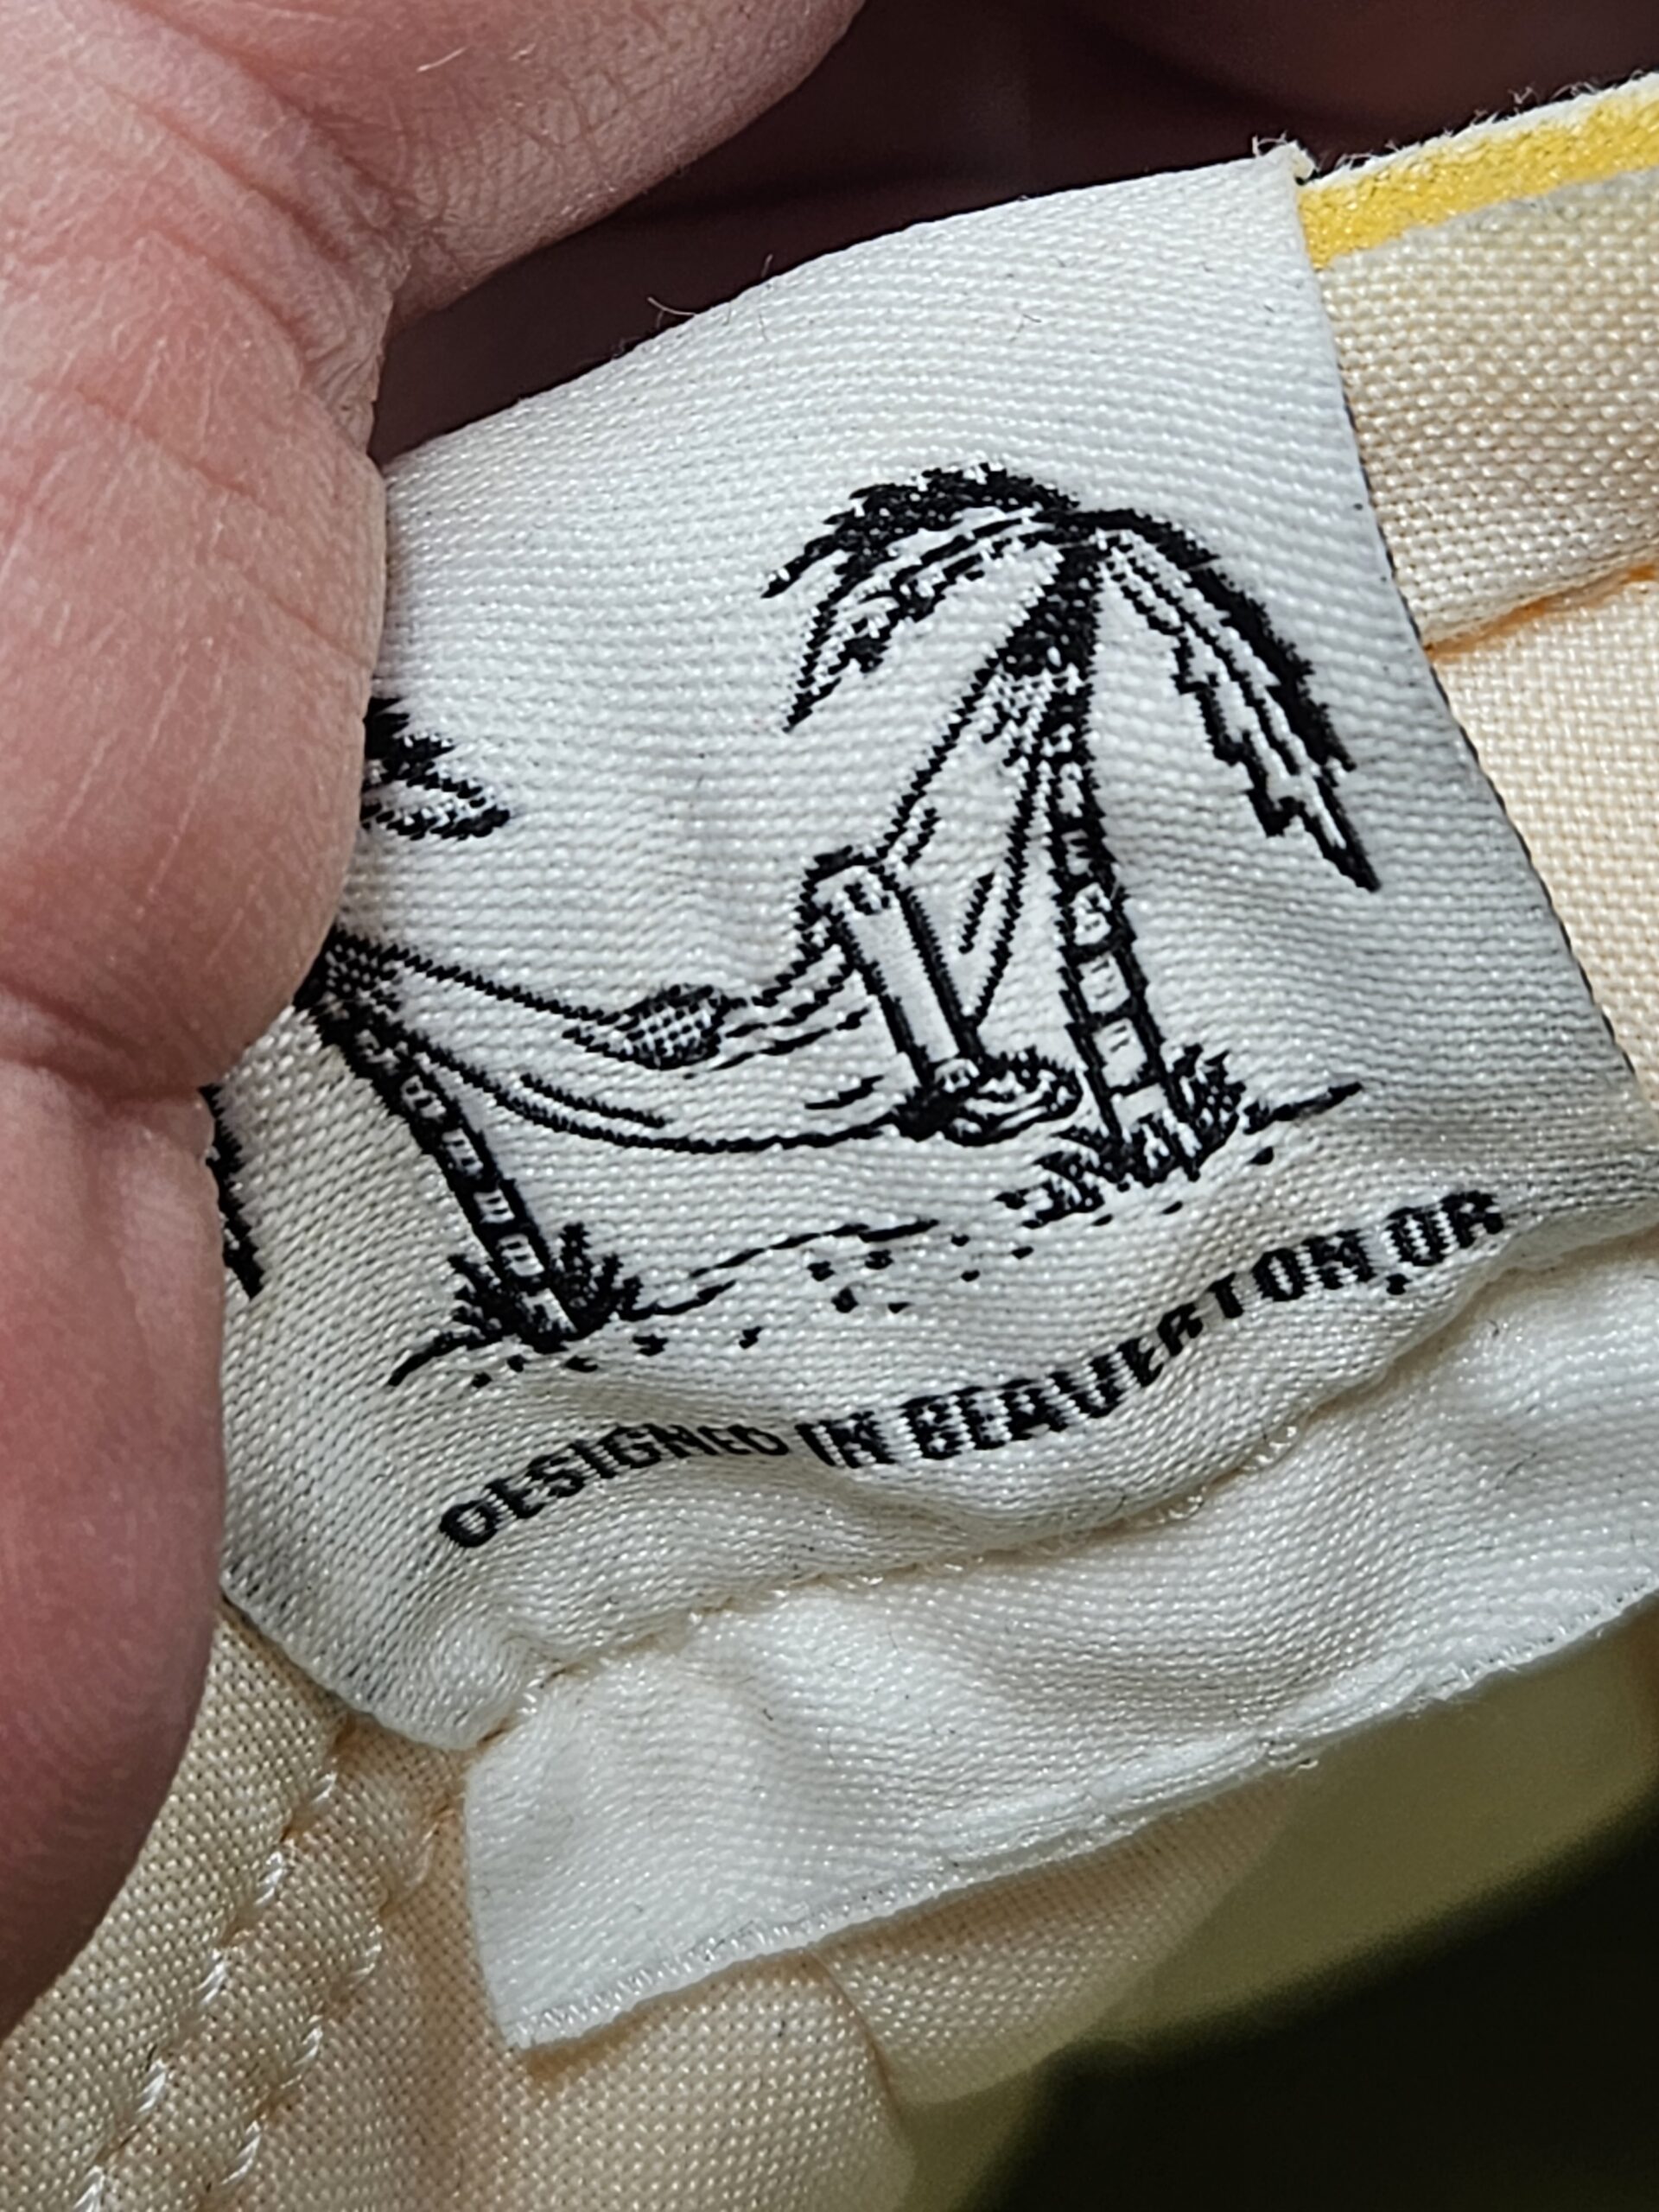 DESIGNED IN BEAVERTON, OR